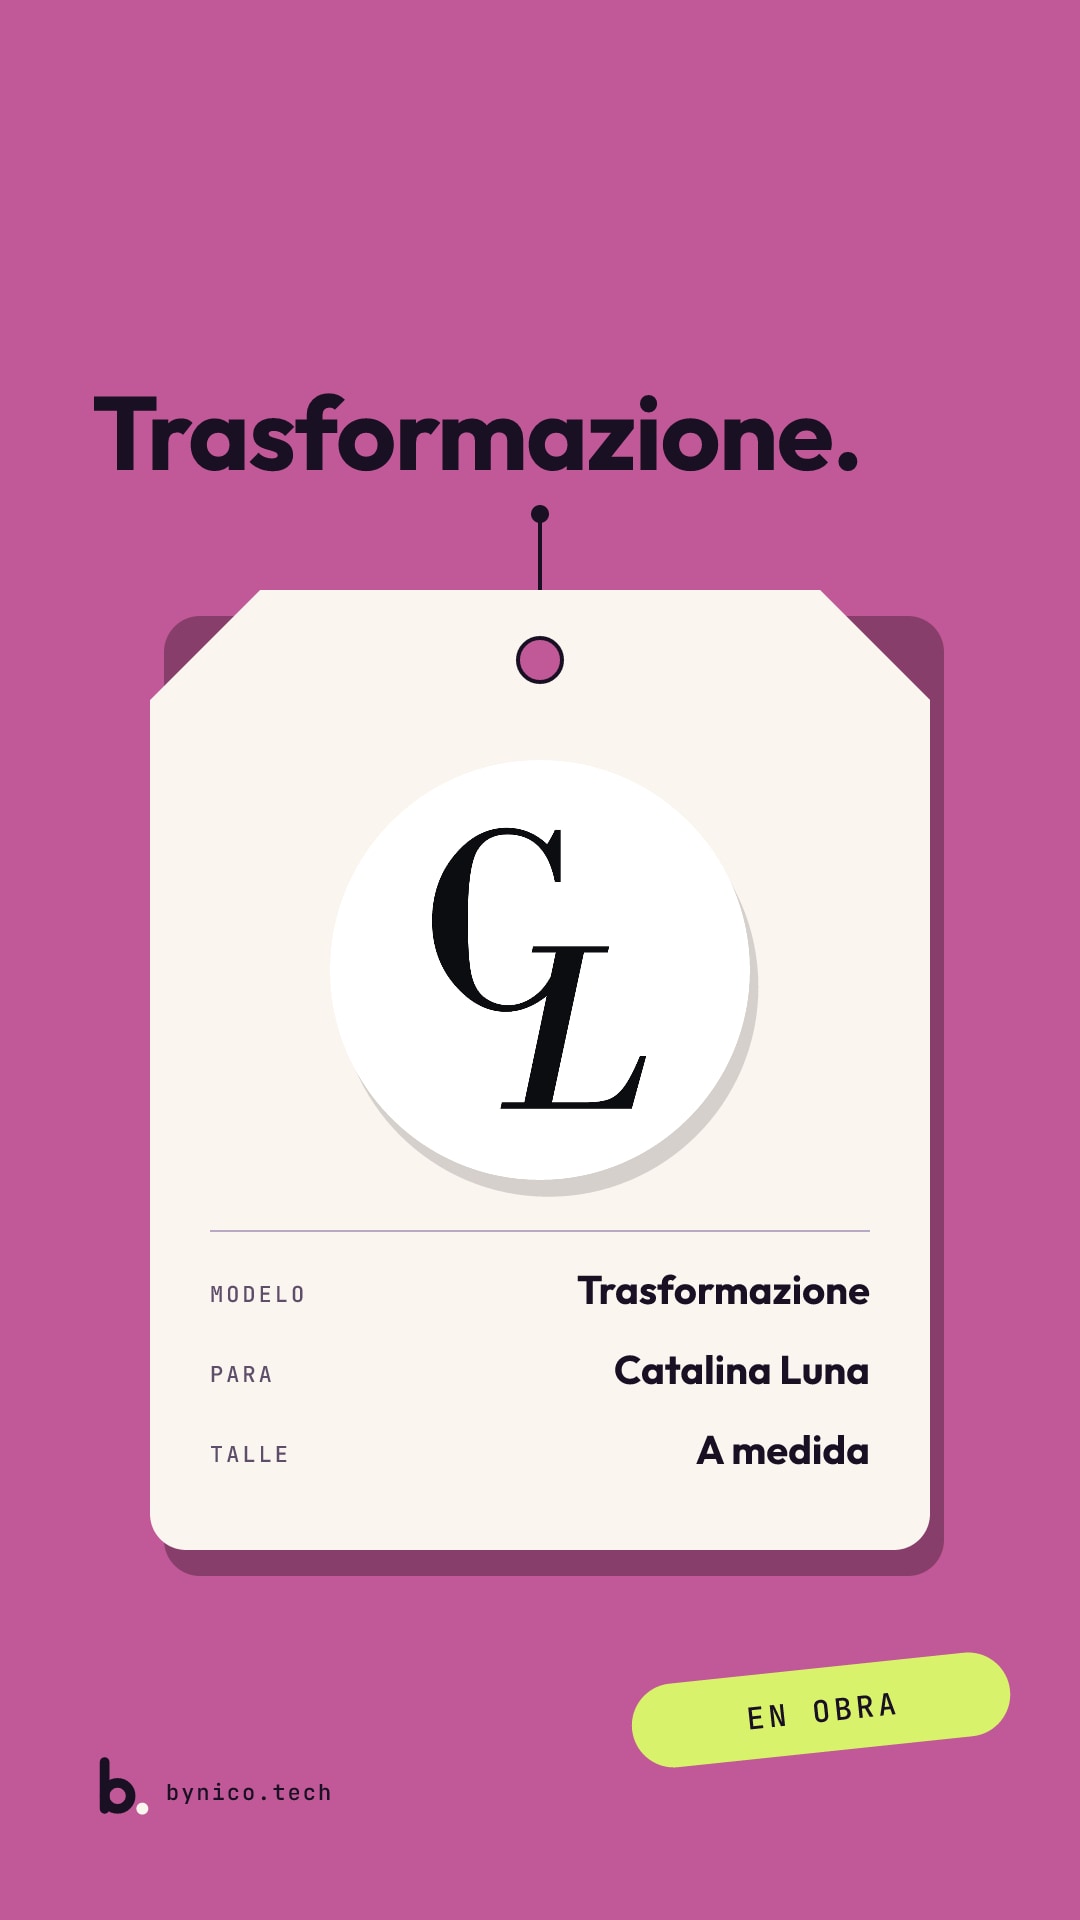 Trasformazione.
CL
MODELO Trasformazione
PARA Catalina Luna
TALLE A medida
EN OBRA
b. bynico.tech